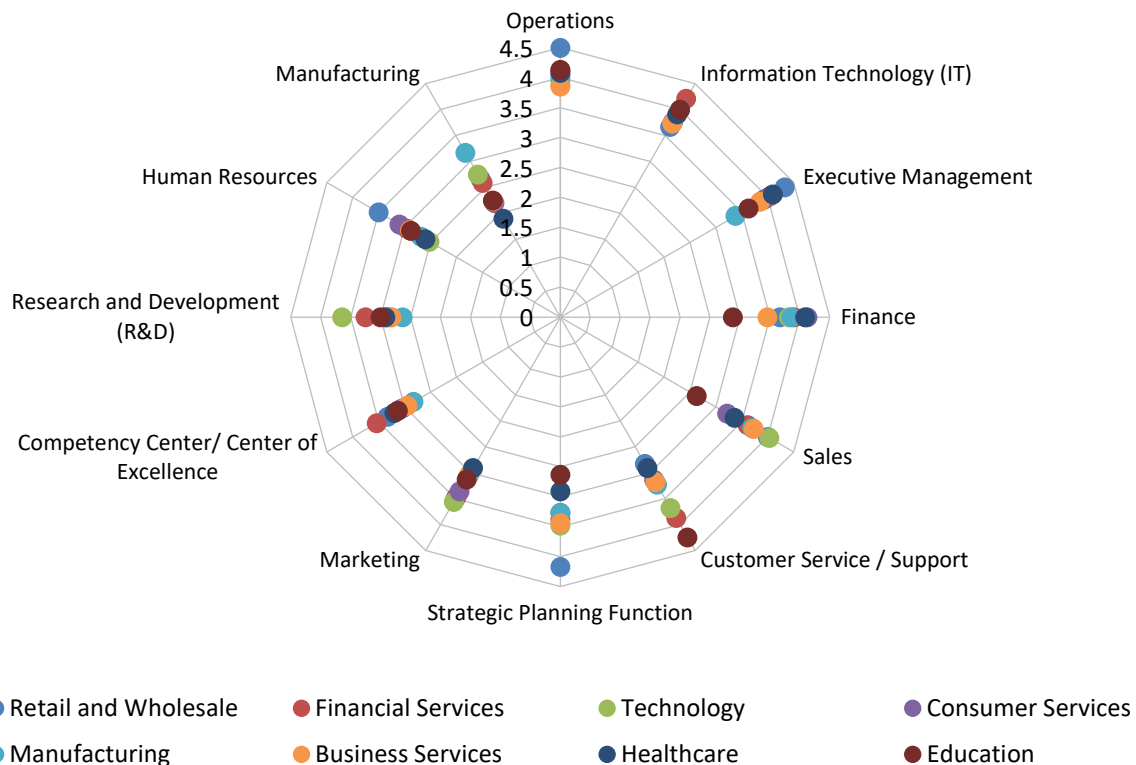 Operations
4.5
Manufacturing
Information Technology (IT)
4
3.5
3
Human Resources
Executive Management
2.5
2
1.5
1
Research and Development
(R&D)
0.5
0
Finance
Competency Center/ Center of
Excellence
Sales
Marketing
Customer Service / Support
Strategic Planning Function
Retail and Wholesale
Financial Services
Technology
Consumer Services
Manufacturing
Business Services
Healthcare
Education